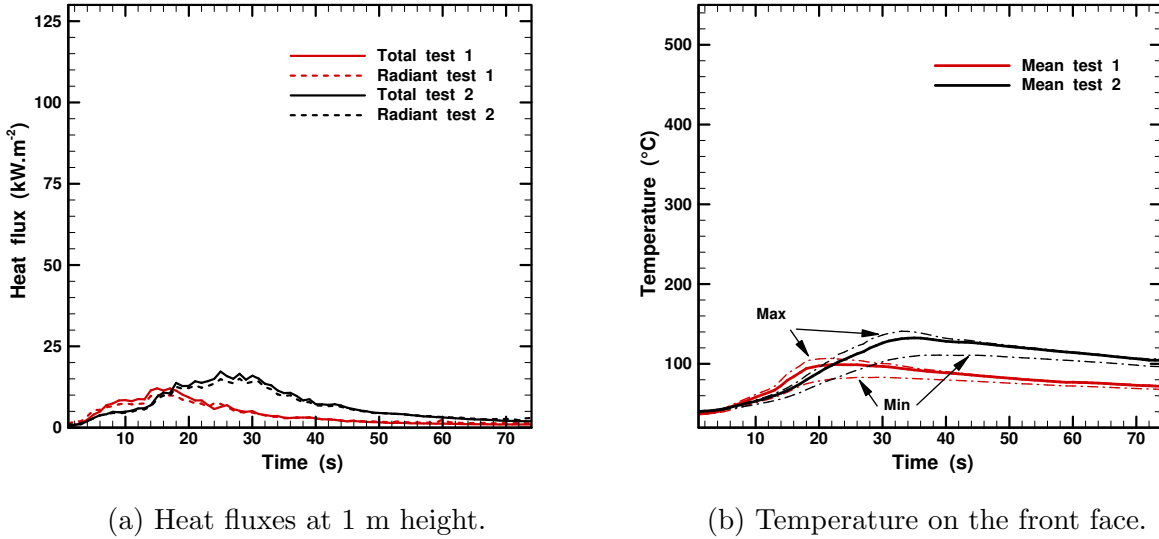 Heat flux (kW.m⁻²)
125
100
75
50
25
0
Total test 1
Radiant test 1
Total test 2
Radiant test 2
10 20 30 40 50 60 70
Time (s)
(a) Heat fluxes at 1 m height.
Temperature (°C)
500
400
300
200
100
Mean test 1
Mean test 2
Max
Min
10 20 30 40 50 60 70
Time (s)
(b) Temperature on the front face.